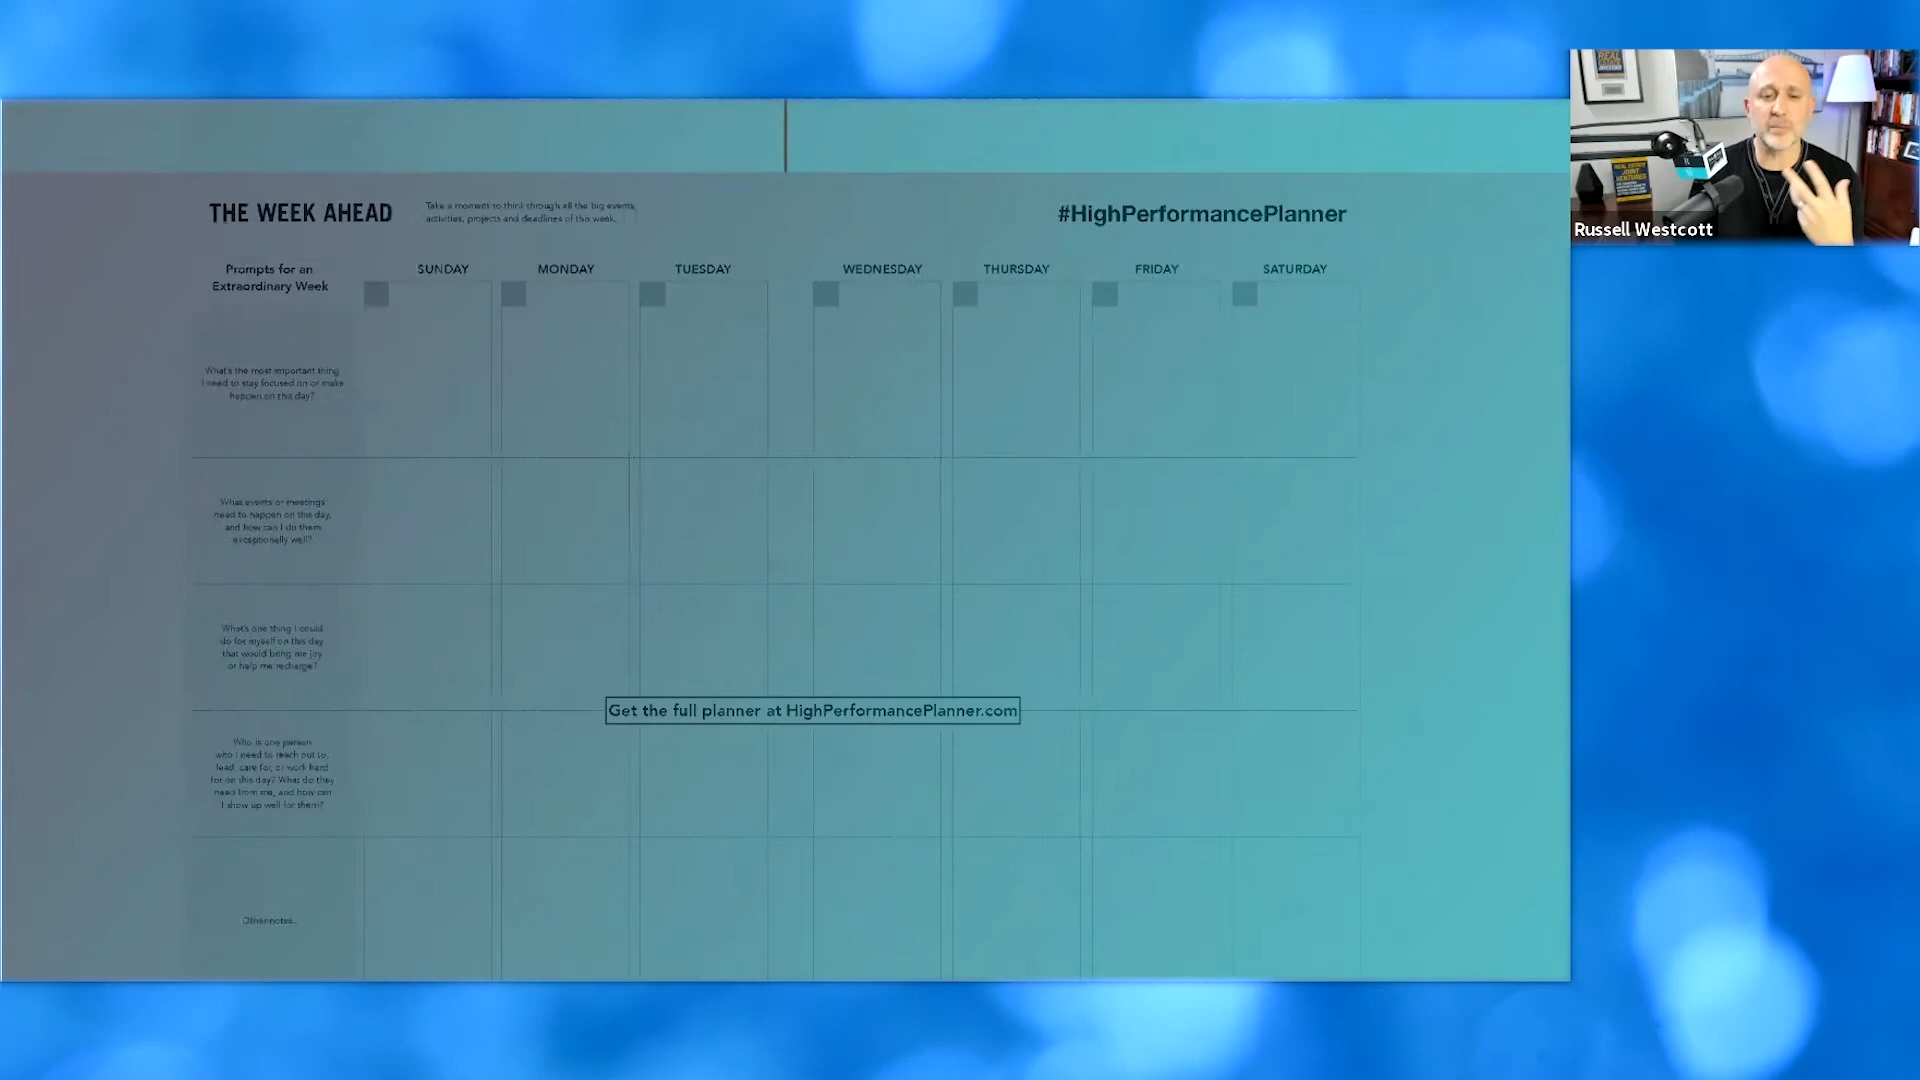 THE WEEK AHEAD
Take a moment to think through all the big events,
activities, projects and deadlines of this week.
#HighPerformancePlanner
Prompts for an
Extraordinary Week
SUNDAY
MONDAY
TUESDAY
WEDNESDAY
THURSDAY
FRIDAY
SATURDAY
What's the most important thing
I need to stay focused on or make
happen on this day?
What events or meetings
need to happen on this day,
and how can I do them
exceptionally well?
What's one thing I could
do for myself on this day
that would bring me joy
or help me recharge?
Get the full planner at HighPerformancePlanner.com
Who is one person
who I need to reach out to,
lead, care for, or work hard
for on this day? What do they
need from me, and how can
I show up well for them?
Other notes...
REAL
ESTATE
REAL ESTATE
JOINT
VENTURES
Russell Westcott